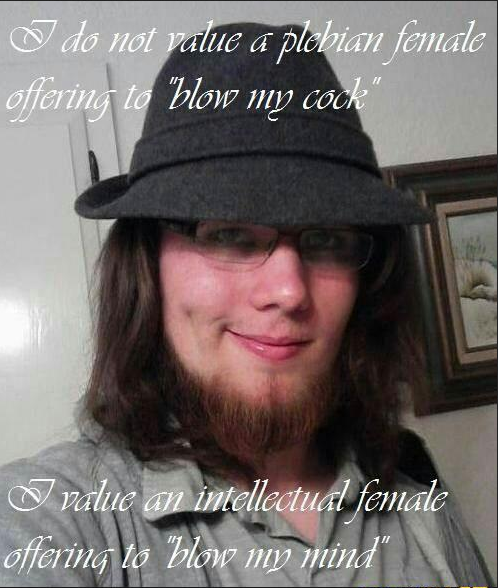 I do not value a plebian female
offering to "blow my cock"
I value an intellectual female
offering to "blow my mind"